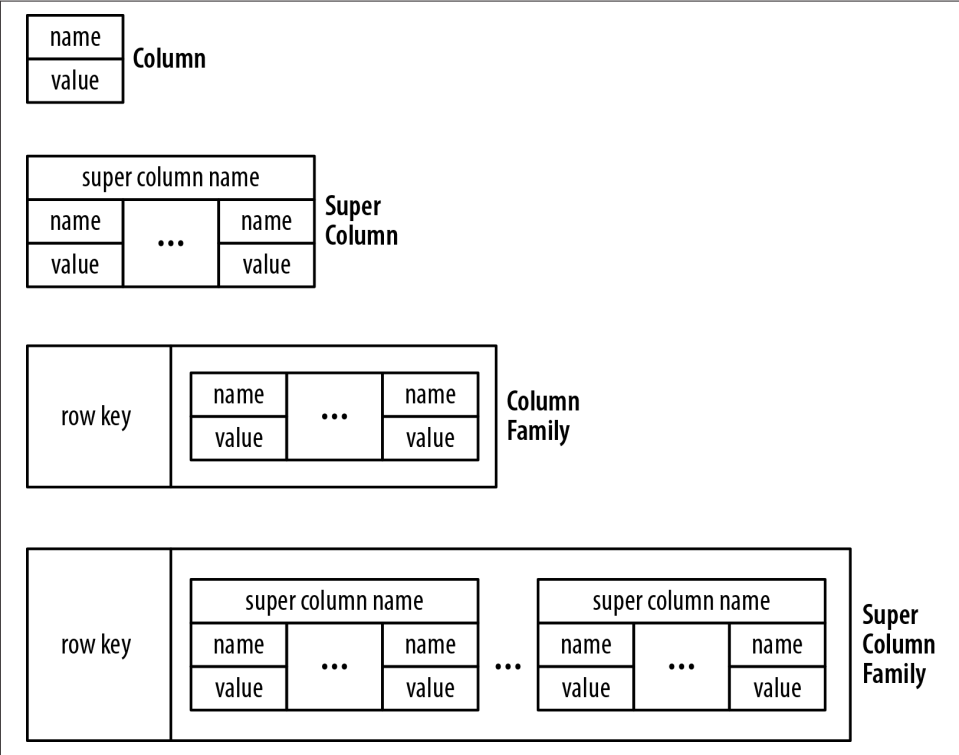 name
value
Column
super column name
name ... name
value value
Super
Column
row key
name ... name
value value
Column
Family
row key
super column name super column name
name ... name ... name ... name
value value value value
Super
Column
Family